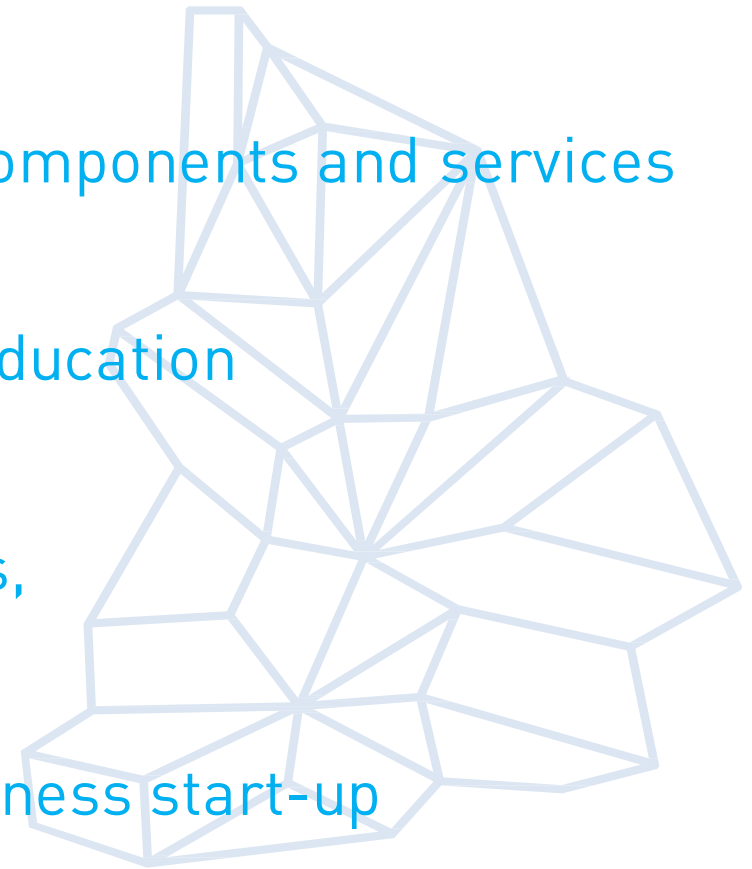 omponents and services
ducation
s,
ness start-up